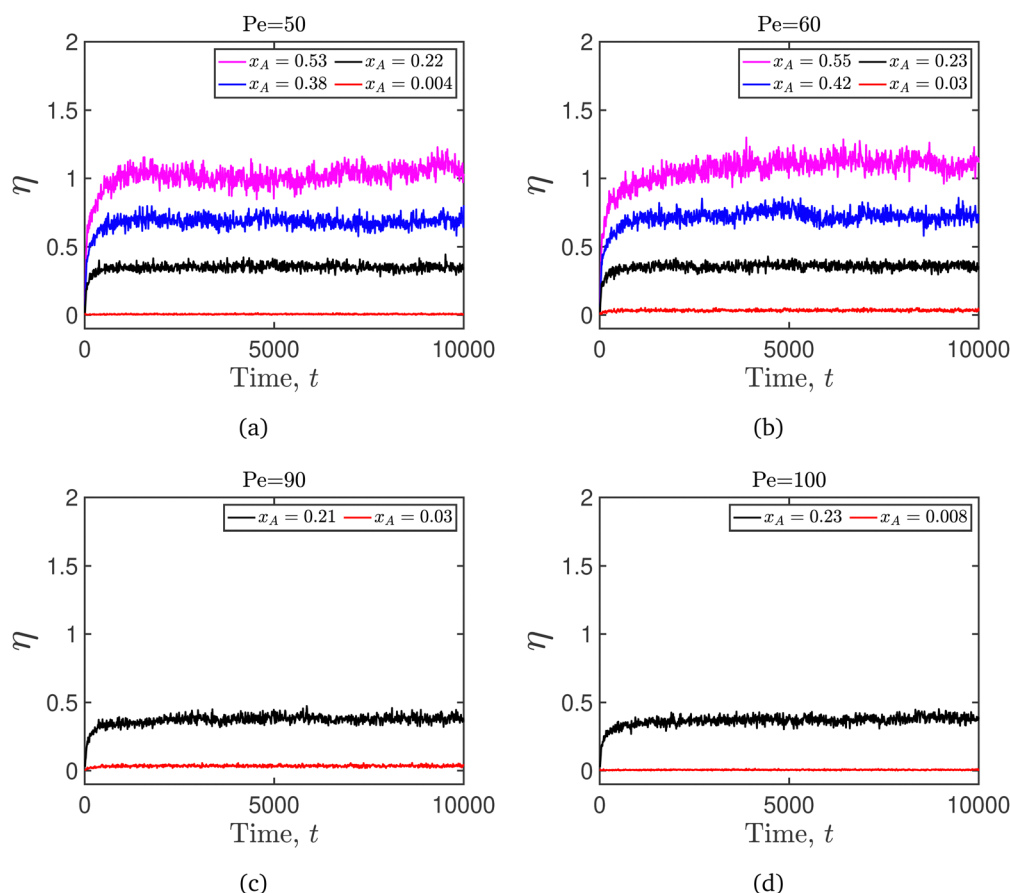 Pe=50
2
1.5
1
0.5
0
η
x_A = 0.53 x_A = 0.22
x_A = 0.38 x_A = 0.004
0 5000 10000
Time, t
(a)
Pe=60
2
1.5
1
0.5
0
η
x_A = 0.55 x_A = 0.23
x_A = 0.42 x_A = 0.03
0 5000 10000
Time, t
(b)
Pe=90
2
1.5
1
0.5
0
η
x_A = 0.21 x_A = 0.03
0 5000 10000
Time, t
(c)
Pe=100
2
1.5
1
0.5
0
η
x_A = 0.23 x_A = 0.008
0 5000 10000
Time, t
(d)